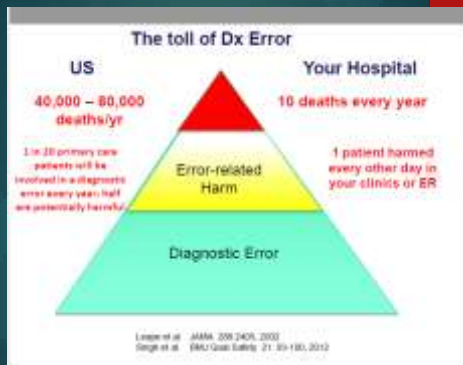 The toll of Dx Error
US
40,000 – 80,000
deaths/yr
1 in 20 primary care
patients will be
involved in a diagnostic
error every year; half
are potentially harmful.
Your Hospital
10 deaths every year
1 patient harmed
every other day in
your clinics or ER
Error-related
Harm
Diagnostic Error
et al JAMA 2002
Singh et al BMJ Qual Safety 21: 2012